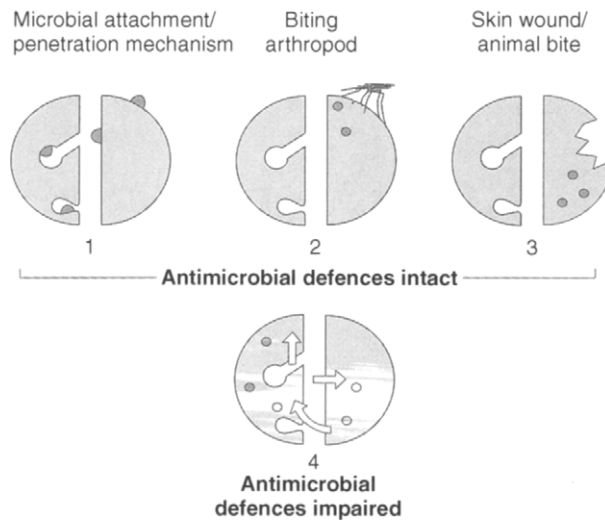 Microbial attachment/
penetration mechanism
Biting
arthropod
Skin wound/
animal bite
1
2
3
Antimicrobial defences intact
4
Antimicrobial
defences impaired